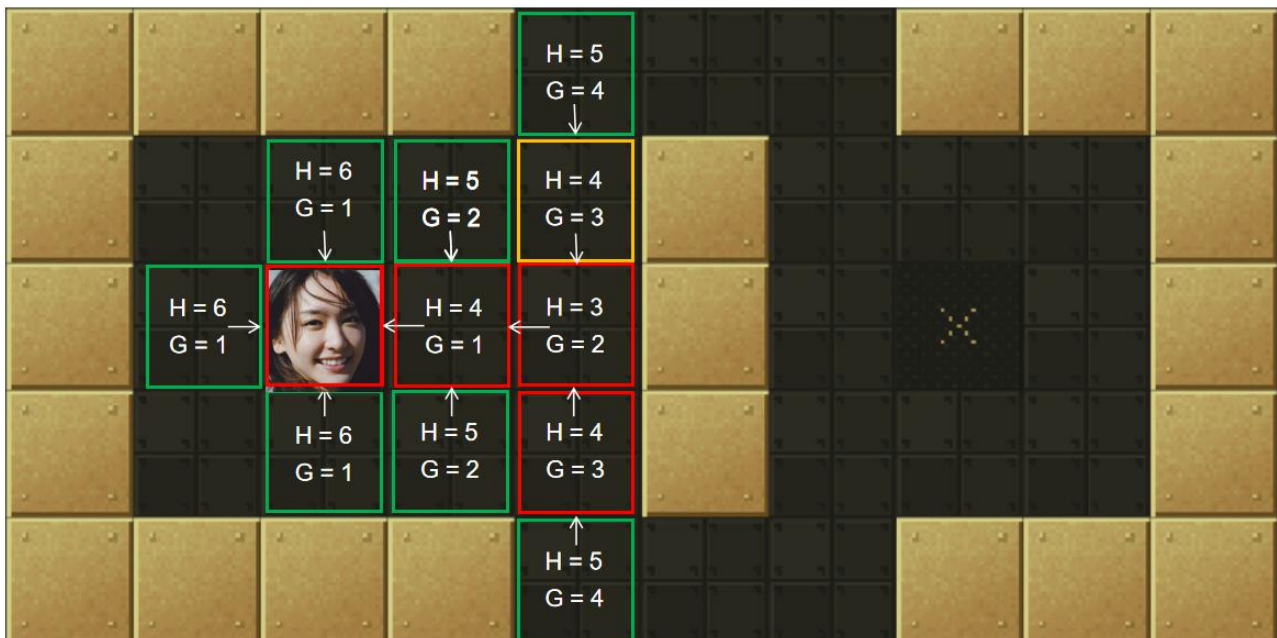 H = 5
G = 4
H = 6
G = 1
H = 5
G = 2
H = 4
G = 3
H = 6
G = 1
H = 4
G = 1
H = 3
G = 2
H = 6
G = 1
H = 5
G = 2
H = 4
G = 3
H = 5
G = 4